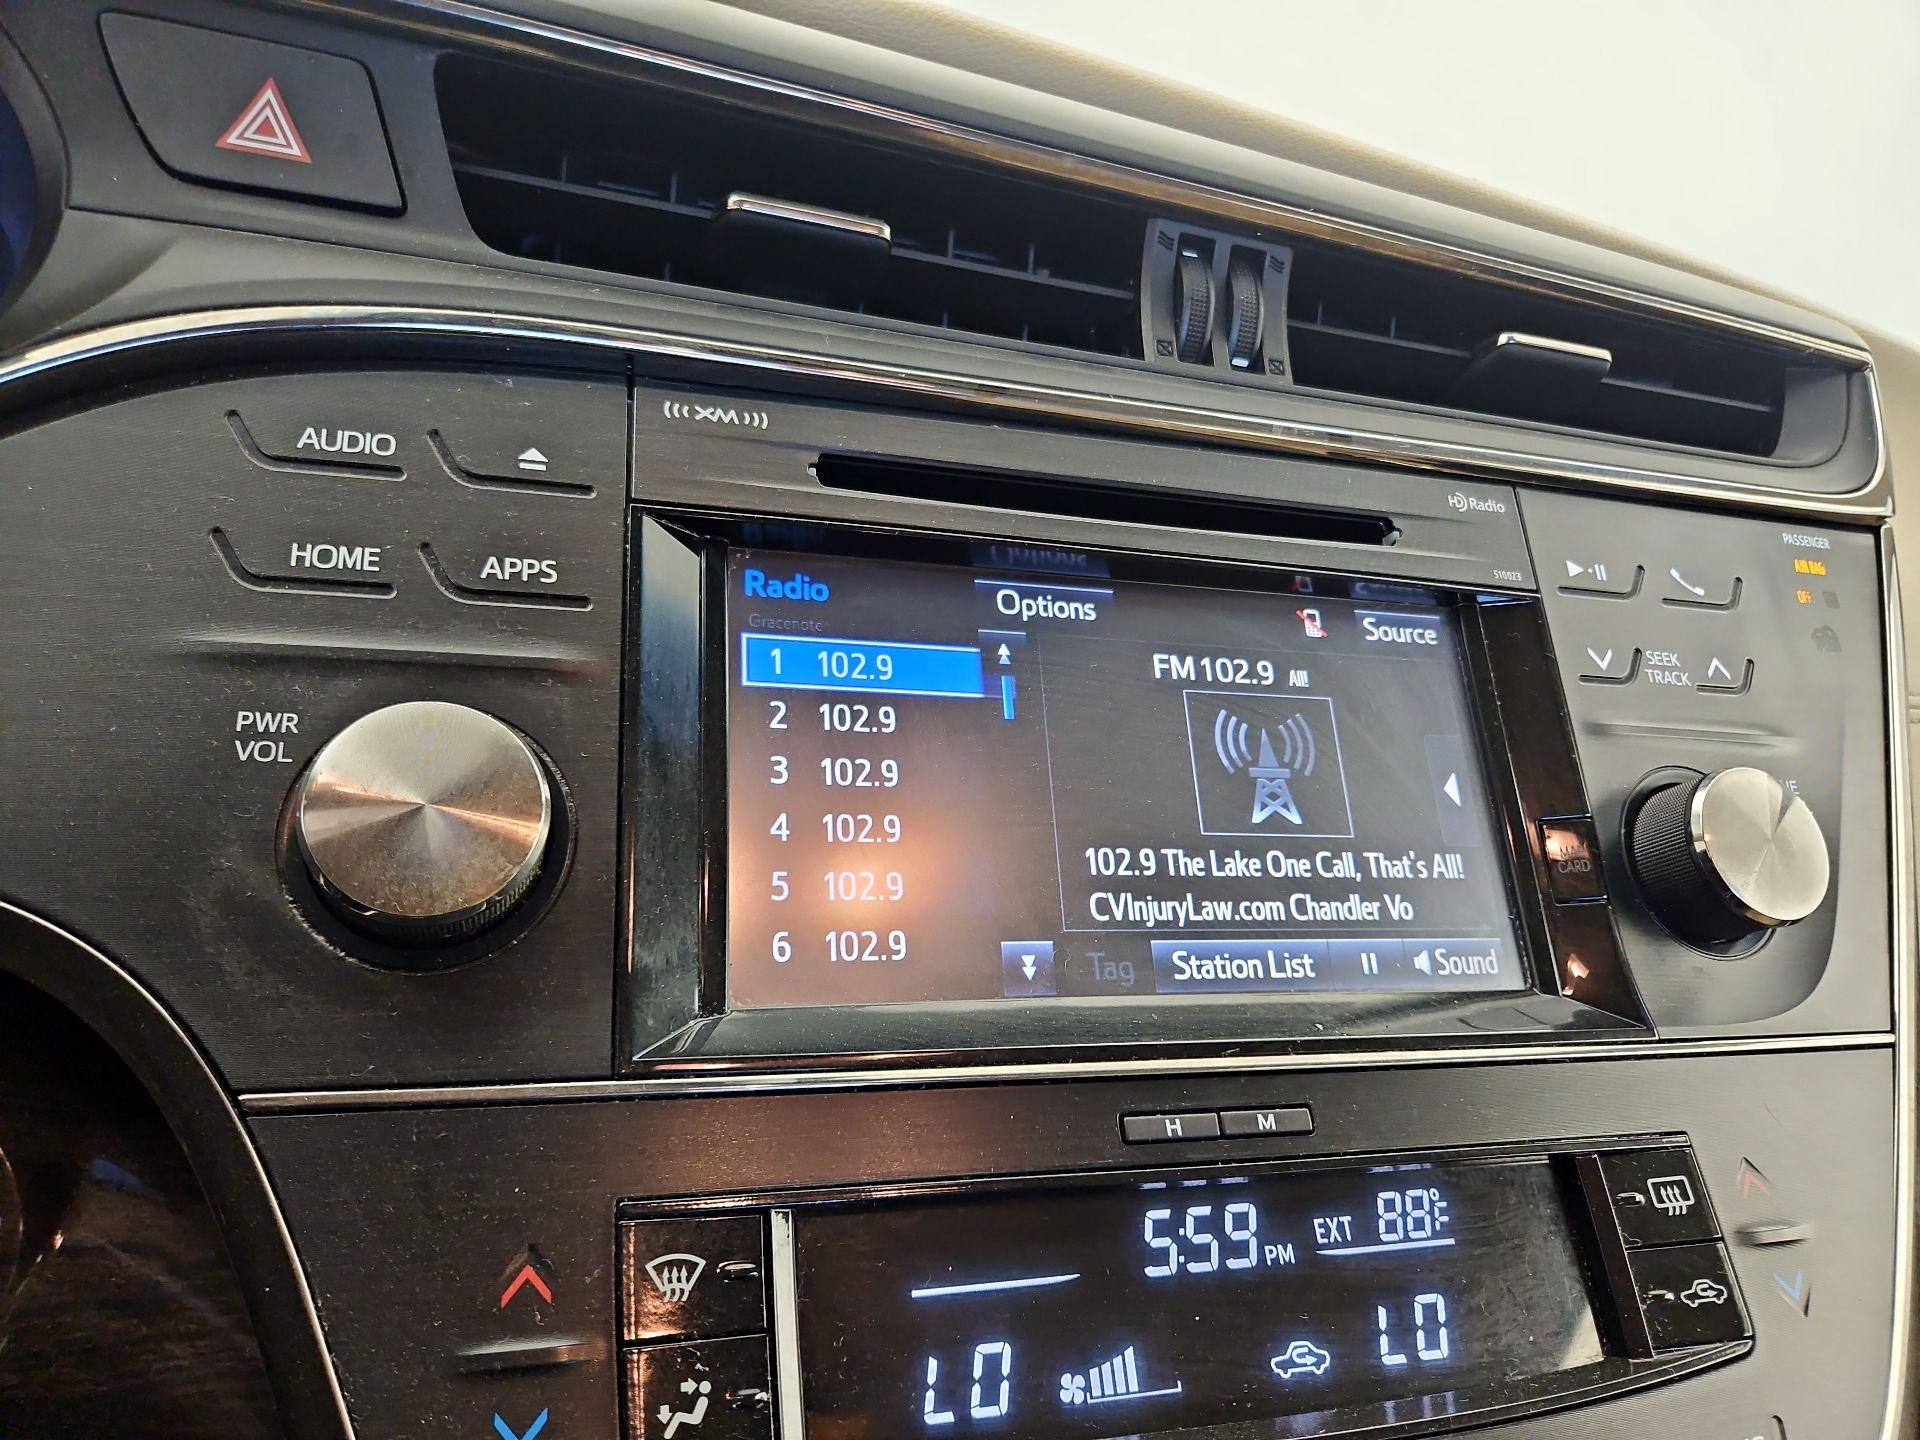 XM
HD Radio
510023
AUDIO
HOME
APPS
PWR
VOL
Radio
Gracenote
Options
Source
1 102.9
2 102.9
3 102.9
4 102.9
5 102.9
6 102.9
FM 102.9 All!
102.9 The Lake One Call, That's All!
CVInjuryLaw.com Chandler Vo
Tag
Station List
Sound
PASSENGER
AIR BAG
OFF
SEEK
TRACK
MAP
CARD
H
M
5:59 PM
EXT 88°F
LO
LO